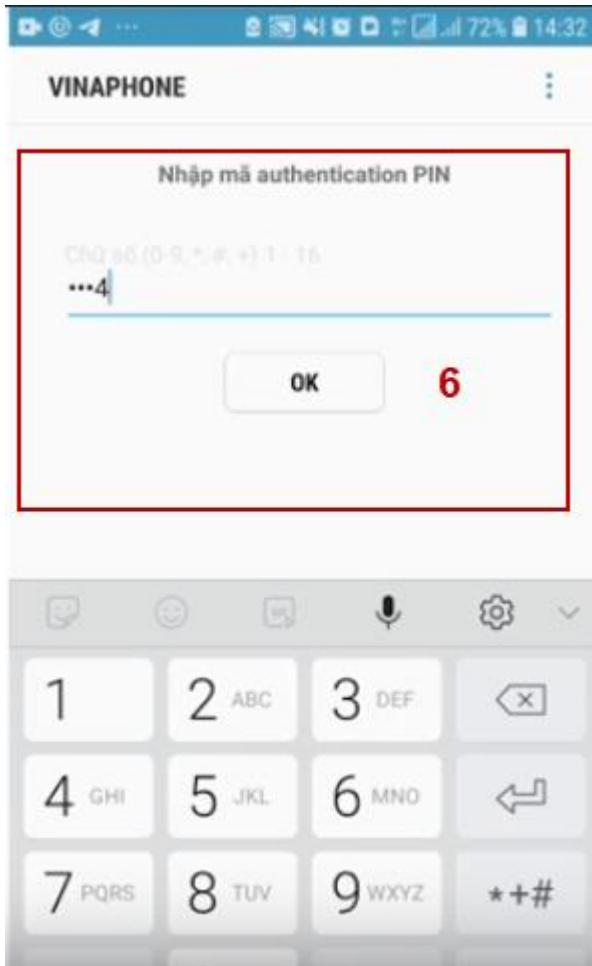 72% 14:32
VINAPHONE
Nhập mã authentication PIN
Chữ số (0-9, *, #, +) 1 - 16
•••4
OK
6
1
2 ABC
3 DEF
4 GHI
5 JKL
6 MNO
7 PQRS
8 TUV
9 WXYZ
*+#